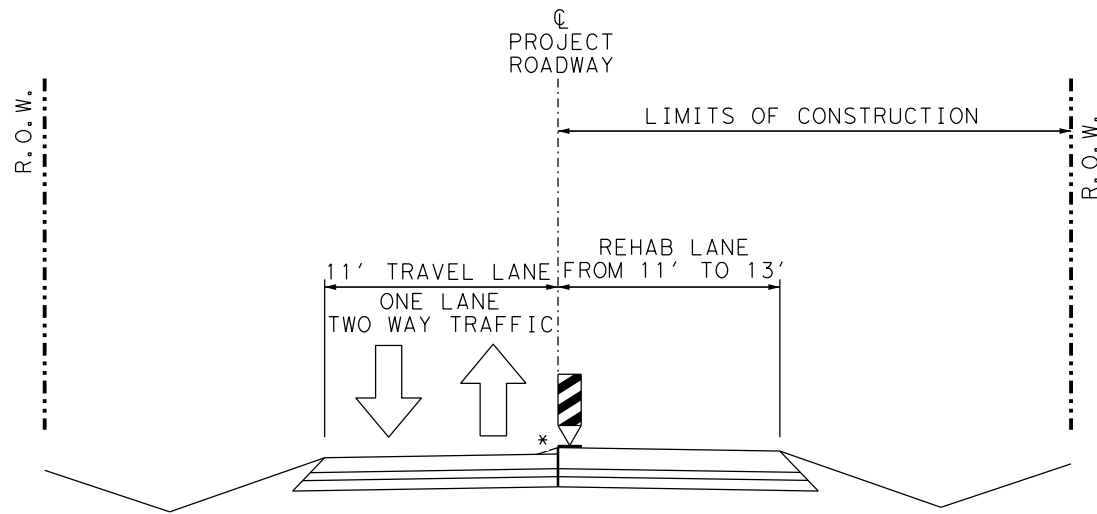 ℄
PROJECT
ROADWAY
LIMITS OF CONSTRUCTION
R.O.W.
R.O.W.
REHAB LANE
FROM 11' TO 13'
11' TRAVEL LANE
ONE LANE
TWO WAY TRAFFIC
*